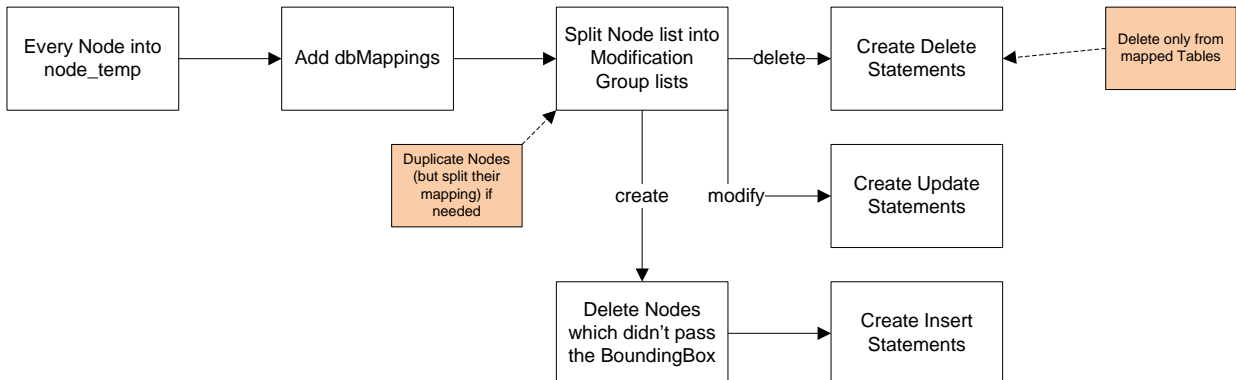 Every Node into
node_temp
Add dbMappings
Split Node list into
Modification
Group lists
delete
Create Delete
Statements
Delete only from
mapped Tables
Duplicate Nodes
(but split their
mapping) if
needed
create
modify
Create Update
Statements
Delete Nodes
which didn't pass
the BoundingBox
Create Insert
Statements